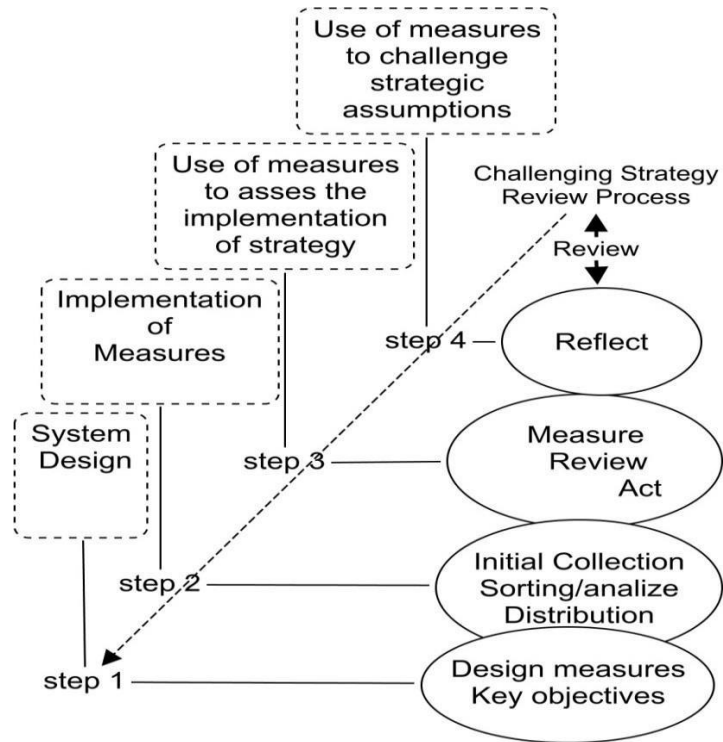 Use of measures
to challenge
strategic
assumptions
Use of measures
to asses the
implementation
of strategy
Challenging Strategy
Review Process
Review
Implementation
of
Measures
step 4
Reflect
System
Design
step 3
Measure
Review
Act
step 2
Initial Collection
Sorting/analize
Distribution
step 1
Design measures
Key objectives